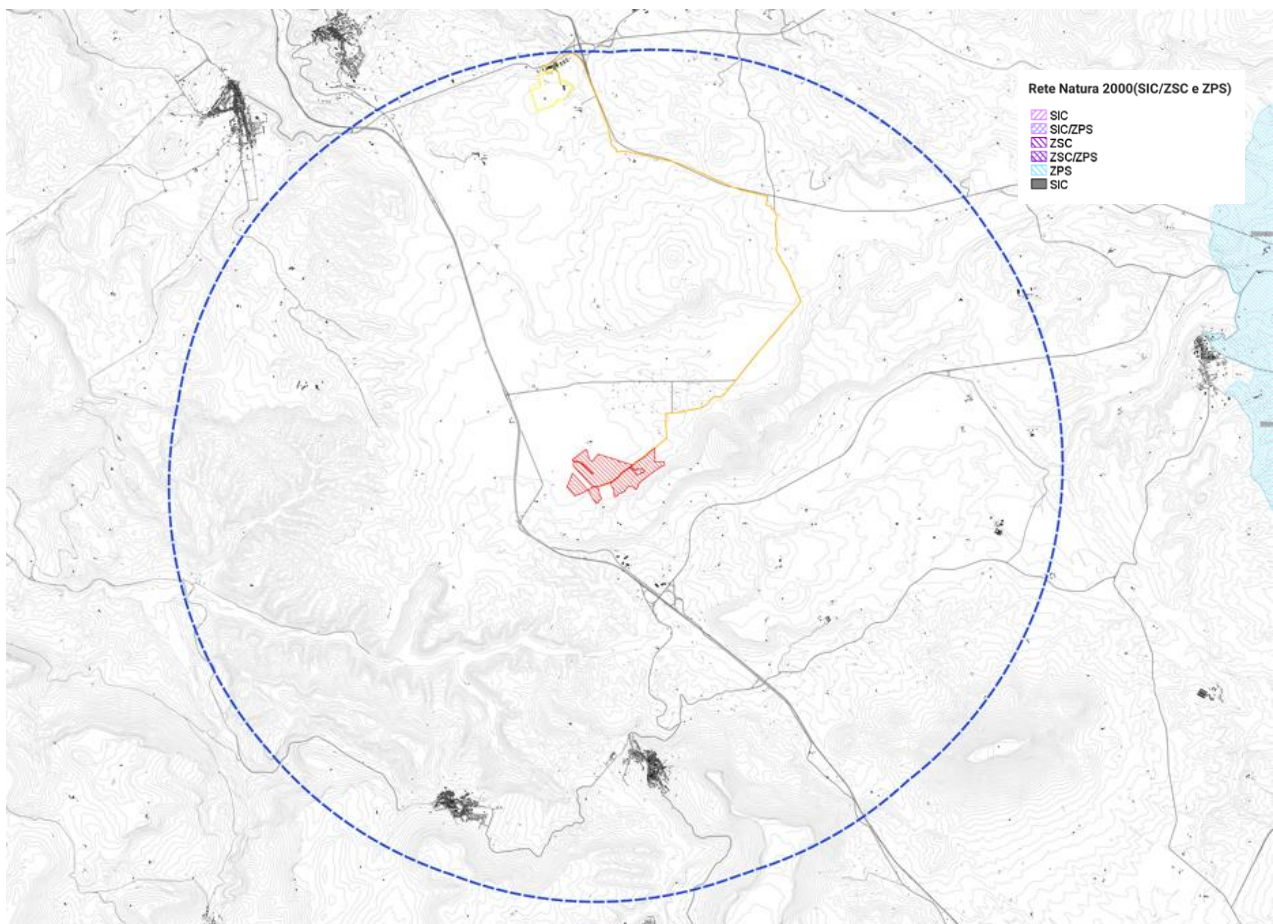 Rete Natura 2000(SIC/ZSC e ZPS)
SIC
SIC/ZPS
ZSC
ZSC/ZPS
ZPS
SIC